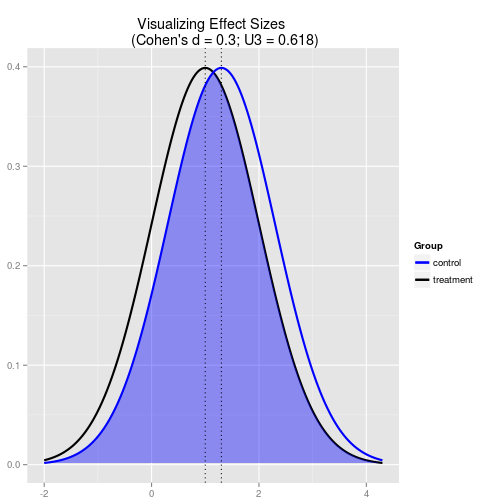 Visualizing Effect Sizes
(Cohen's d = 0.3; U3 = 0.618)
0.4
0.3
0.2
0.1
0.0
-2
0
2
4
Group
control
treatment